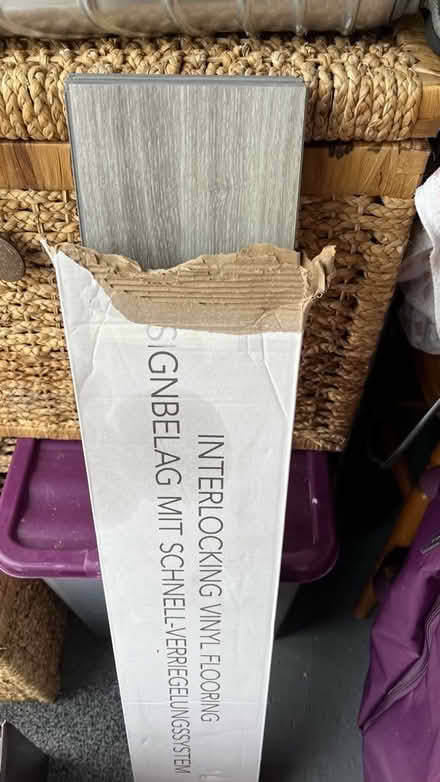 INTERLOCKING VINYL FLOORING
SIGNBELAG MIT SCHNELL-VERRIEGELUNGSSYSTEM